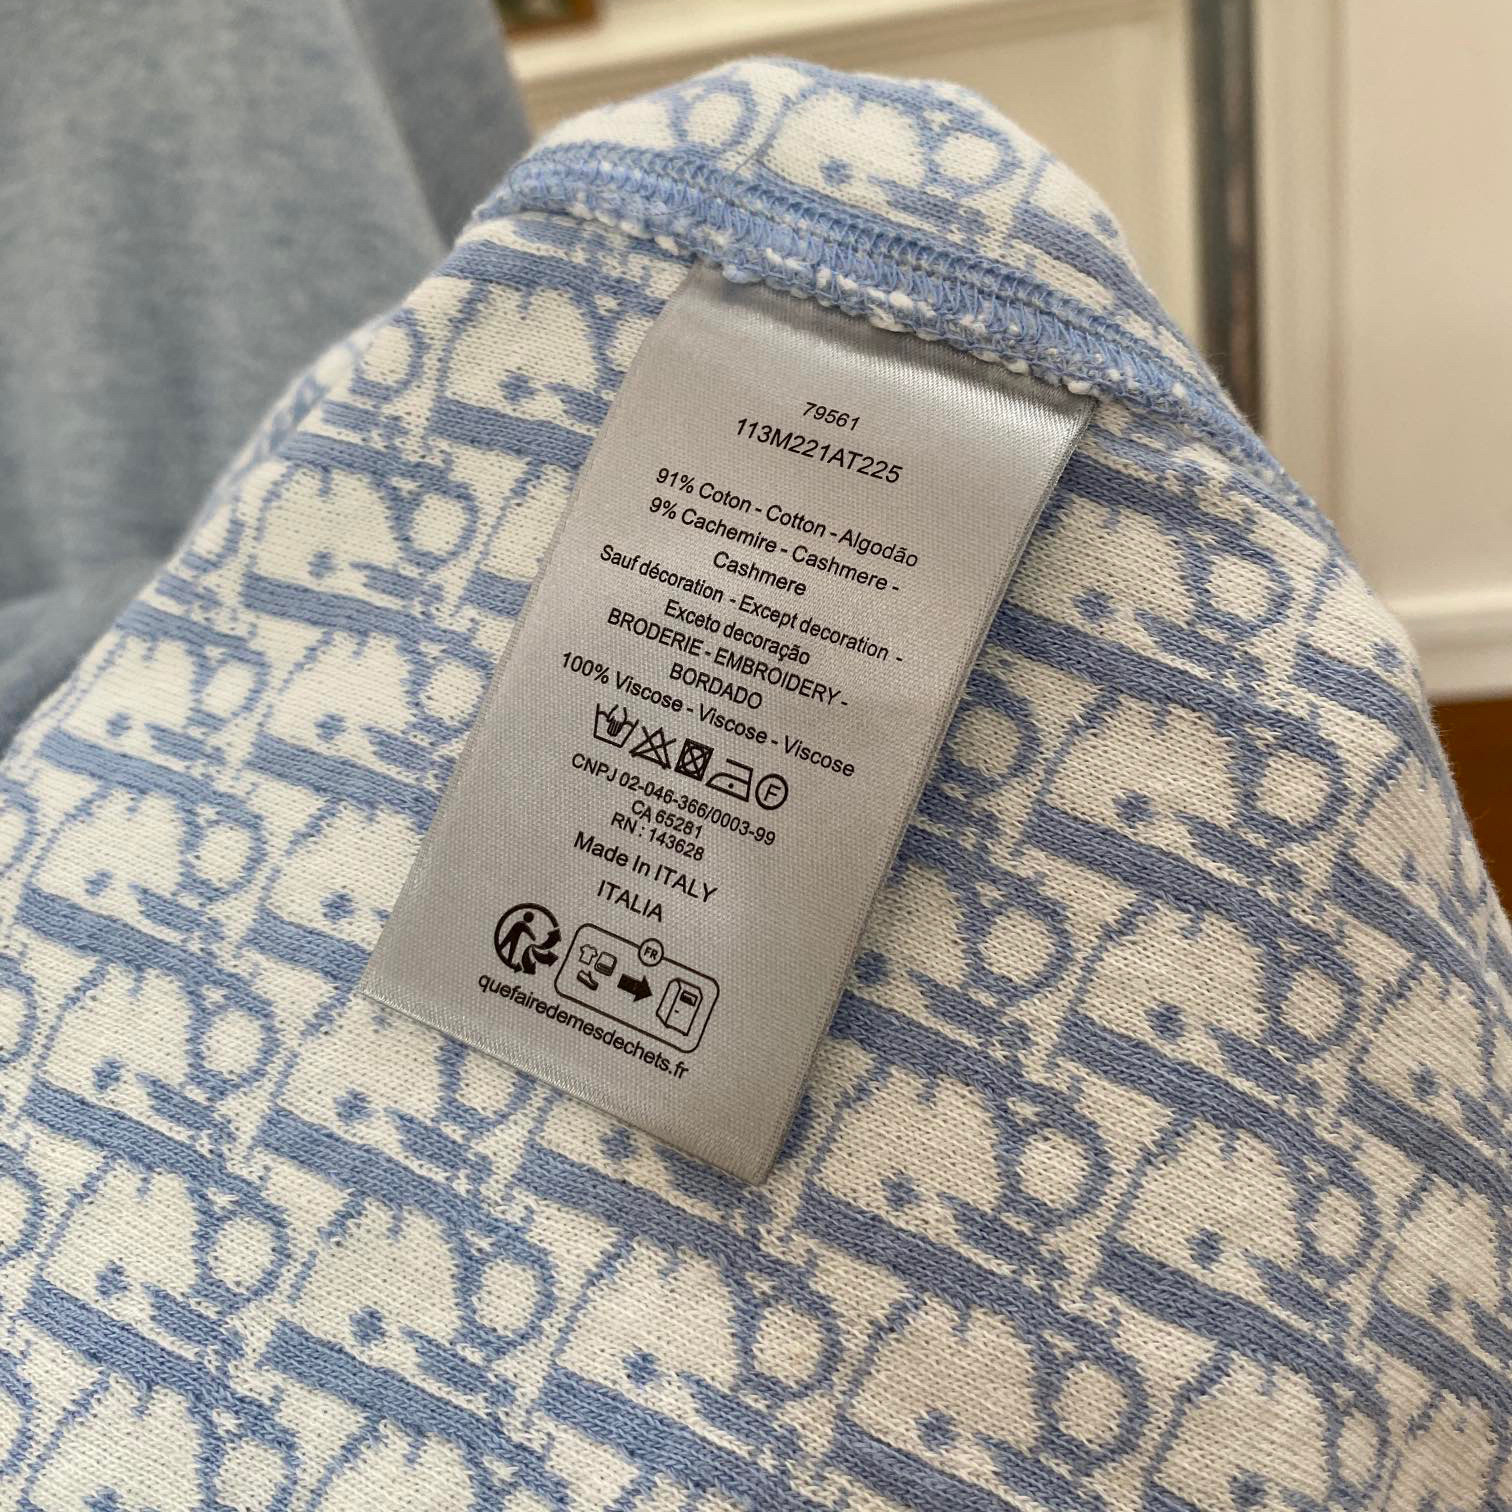 79561
113M221AT225
91% Coton - Cotton - Algodão
9% Cachemire - Cashmere -
Cashmere
Sauf décoration - Except decoration -
Exceto decoração
BRODERIE - EMBROIDERY -
BORDADO
100% Viscose - Viscose - Viscose
F
CNPJ 02-046-366/0003-99
CA 65281
RN : 143628
Made In ITALY
ITALIA
FR
quefairedemesdechets.fr